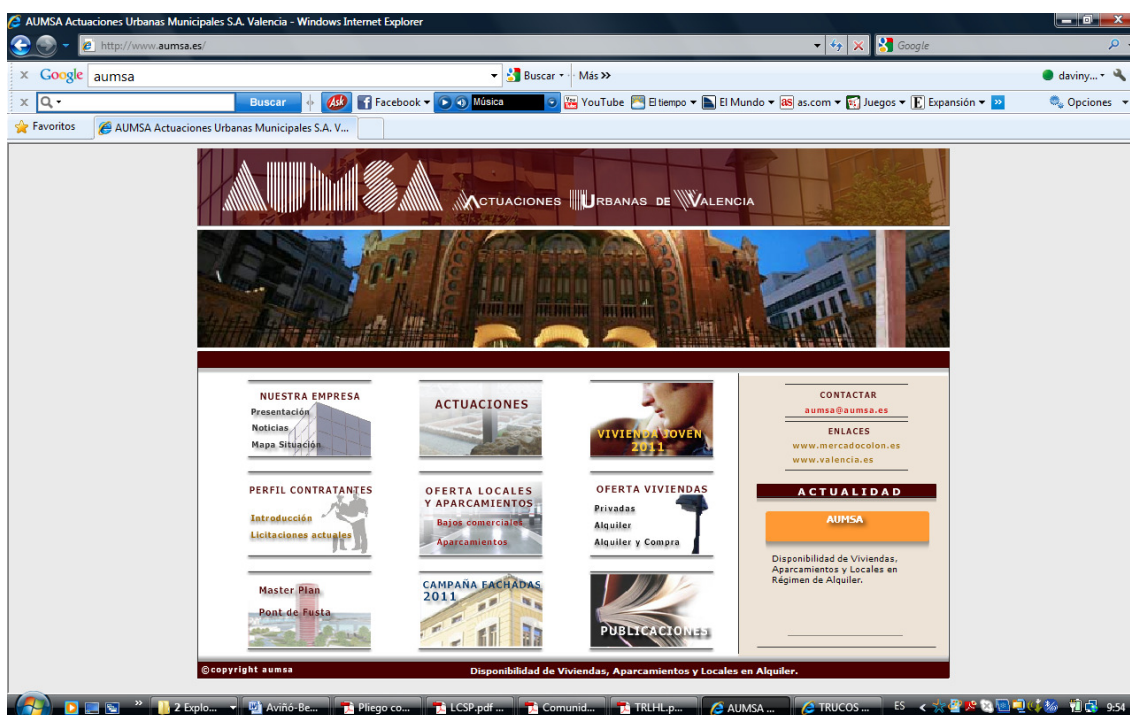 AUMSA Actuaciones Urbanas Municipales S.A. Valencia - Windows Internet Explorer
http://www.aumsa.es/
Google
Google aumsa Buscar Más daviny...
Buscar Ask Facebook Música YouTube El tiempo El Mundo as as.com Juegos E Expansión Opciones
Favoritos AUMSA Actuaciones Urbanas Municipales S.A. V...
AUMSA ACTUACIONES URBANAS DE VALENCIA
NUESTRA EMPRESA
Presentación
Noticias
Mapa Situación
ACTUACIONES
VIVIENDA JOVEN
2011
CONTACTAR
aumsa@aumsa.es
ENLACES
www.mercadocolon.es
www.valencia.es
PERFIL CONTRATANTES
Introducción
Licitaciones actuales
OFERTA LOCALES
Y APARCAMIENTOS
Bajos comerciales
Aparcamientos
OFERTA VIVIENDAS
Privadas
Alquiler
Alquiler y Compra
ACTUALIDAD
AUMSA
Disponibilidad de Viviendas,
Aparcamientos y Locales en
Régimen de Alquiler.
Master Plan
Pont de Fusta
CAMPAÑA FACHADAS
2011
PUBLICACIONES
©copyright aumsa Disponibilidad de Viviendas, Aparcamientos y Locales en Alquiler.
2 Explo... Aviñó-Be... Pliego co... LCSP.pdf ... Comunid... TRLHL.p... AUMSA ... TRUCOS ... ES 9:54